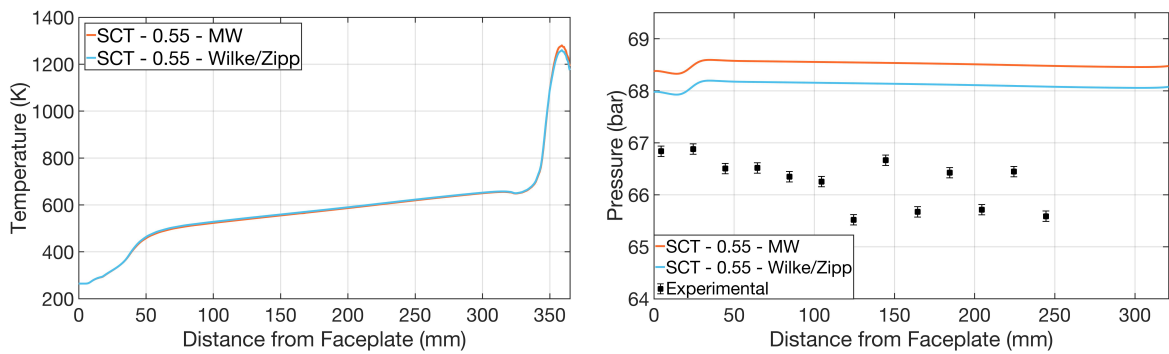 1400
1200
1000
800
600
400
200
Temperature (K)
SCT - 0.55 - MW
SCT - 0.55 - Wilke/Zipp
0 50 100 150 200 250 300 350
Distance from Faceplate (mm)
69
68
67
66
65
64
Pressure (bar)
SCT - 0.55 - MW
SCT - 0.55 - Wilke/Zipp
Experimental
0 50 100 150 200 250 300
Distance from Faceplate (mm)